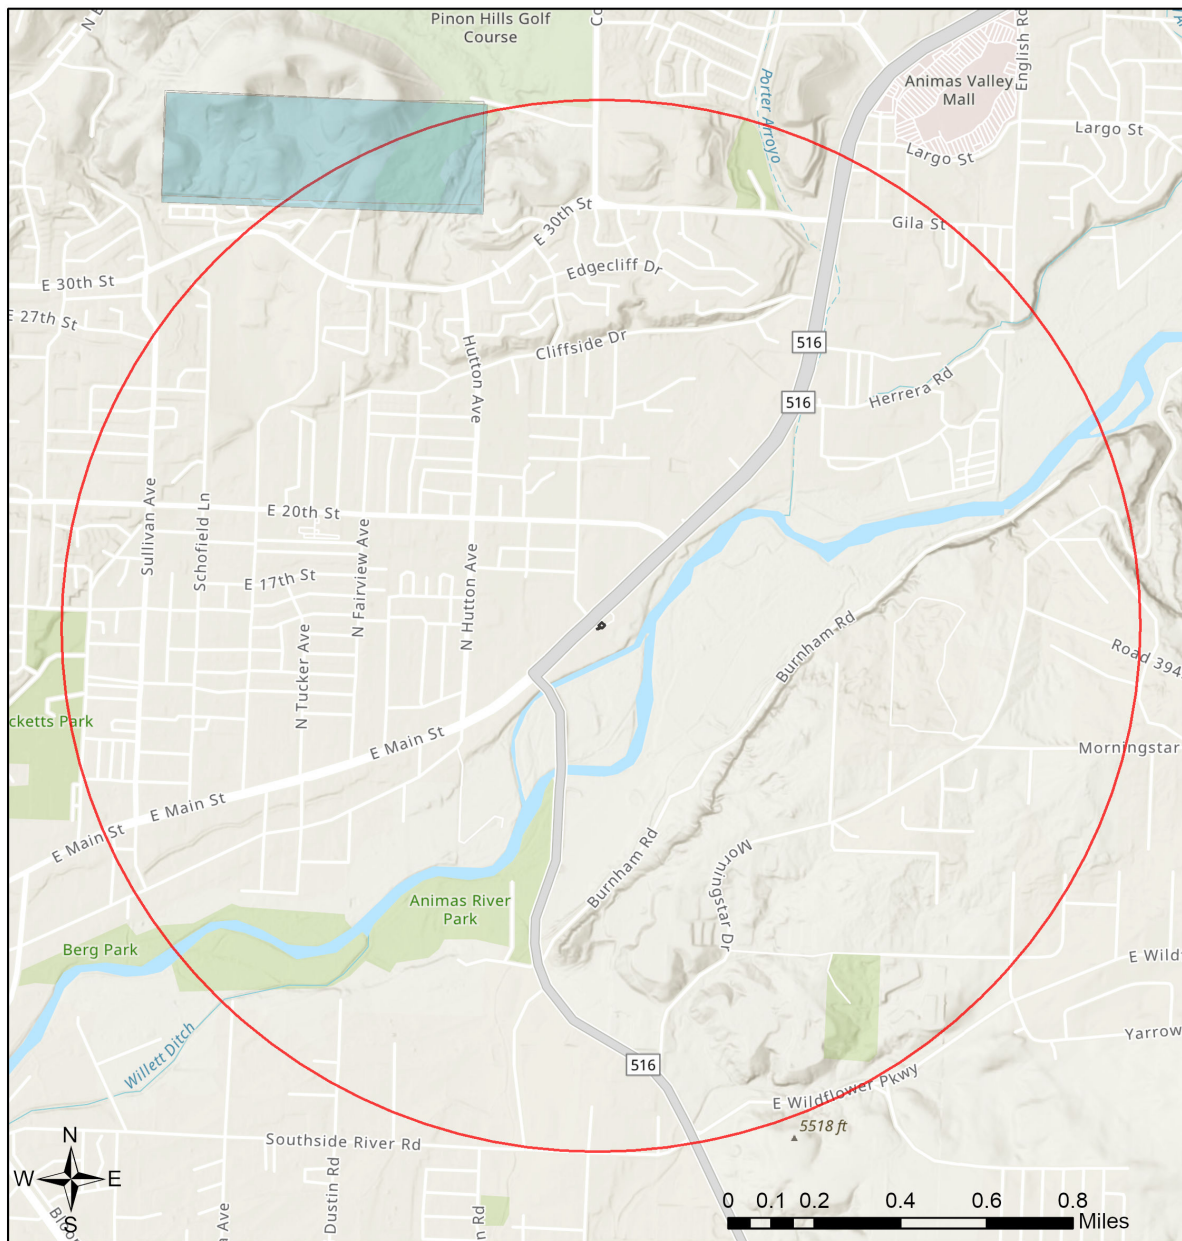 Pinon Hills Golf
Course
English Rd
Animas Valley
Mall
Porter Arroyo
Largo St
Largo St
E 30th St
Gila St
Edgecliff Dr
E 30th St
E 27th St
516
Cliffside Dr
Hutton Ave
516
Herrera Rd
Sullivan Ave
Schofield Ln
E 20th St
N Fairview Ave
E 17th St
N Hutton Ave
Burnham Rd
N Tucker Ave
Road 394
cketts Park
E Main St
Morningstar
E Main St
E Main St
Burnham Rd
Morningstar Dr
Animas River
Park
Berg Park
E Wild
Willett Ditch
Yarrow
516
E Wildflower Pkwy
5518 ft
Southside River Rd
Dustin Rd
N
W E
S
0 0.1 0.2 0.4 0.6 0.8
Miles